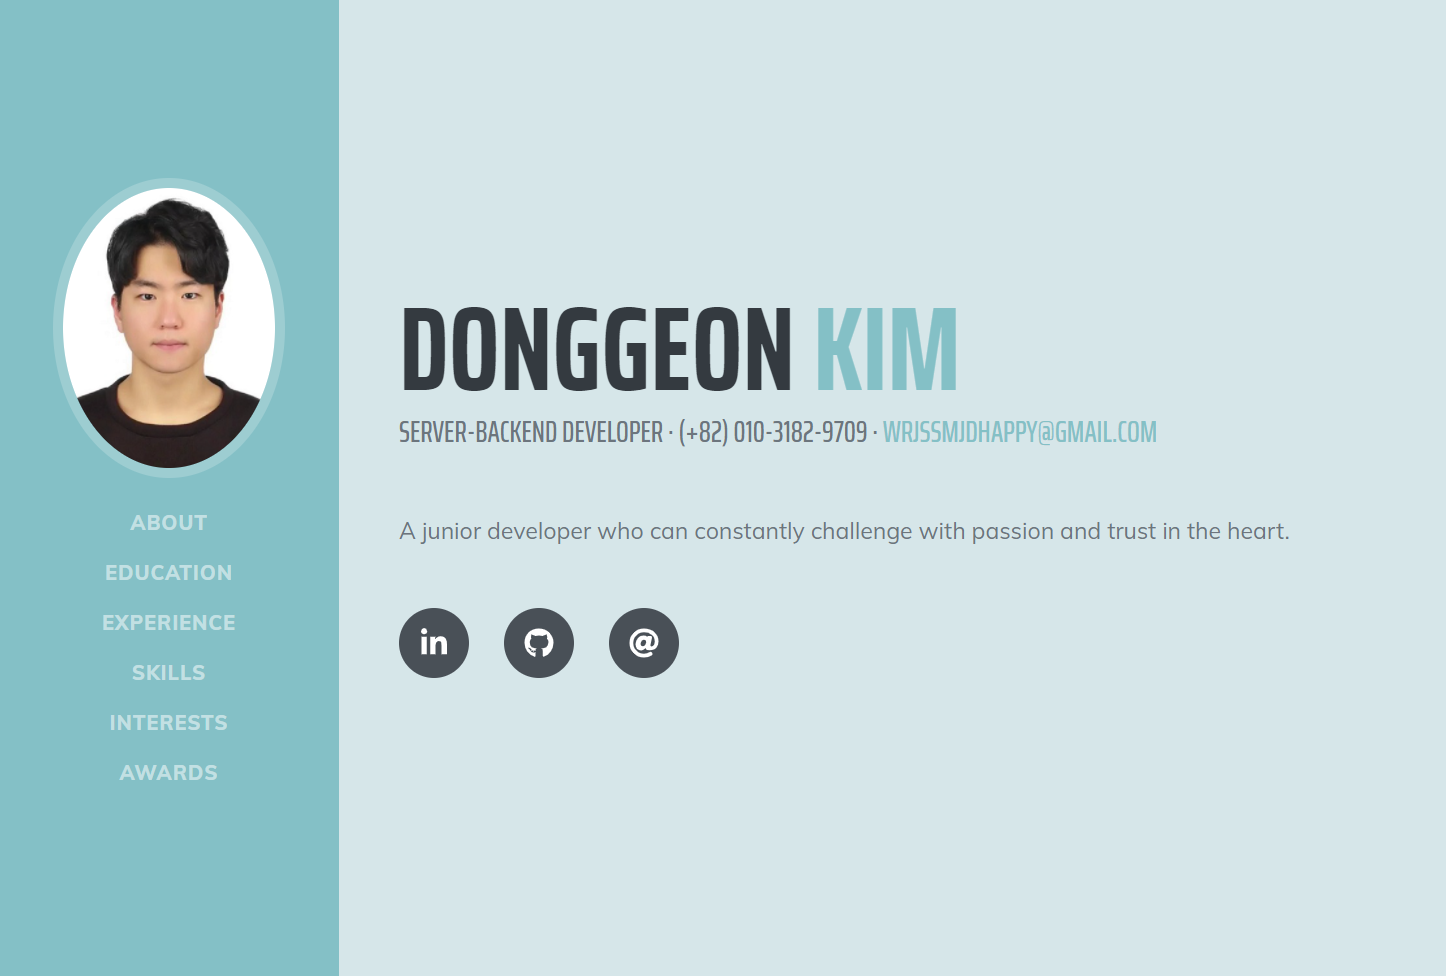 ABOUT
EDUCATION
EXPERIENCE
SKILLS
INTERESTS
AWARDS
DONGGEON KIM
SERVER-BACKEND DEVELOPER · (+82) 010-3182-9709 · WRJSSMJDHAPPY@GMAIL.COM
A junior developer who can constantly challenge with passion and trust in the heart.
in
@